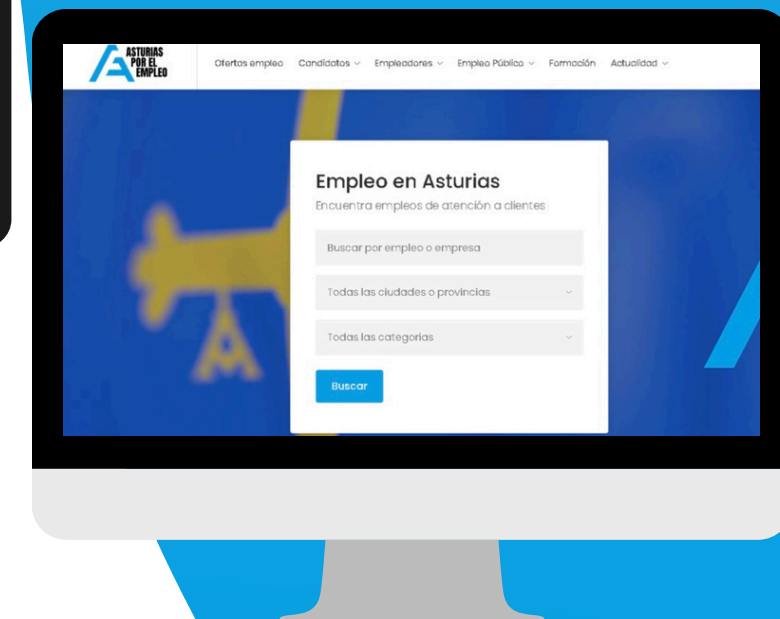 ASTURIAS
POR EL
EMPLEO
Ofertas empleo Candidatos Empleadores Empleo Público Formación Actualidad
Empleo en Asturias
Encuentra empleos de atención a clientes
Buscar por empleo o empresa
Todas las ciudades o provincias
Todas las categorias
Buscar